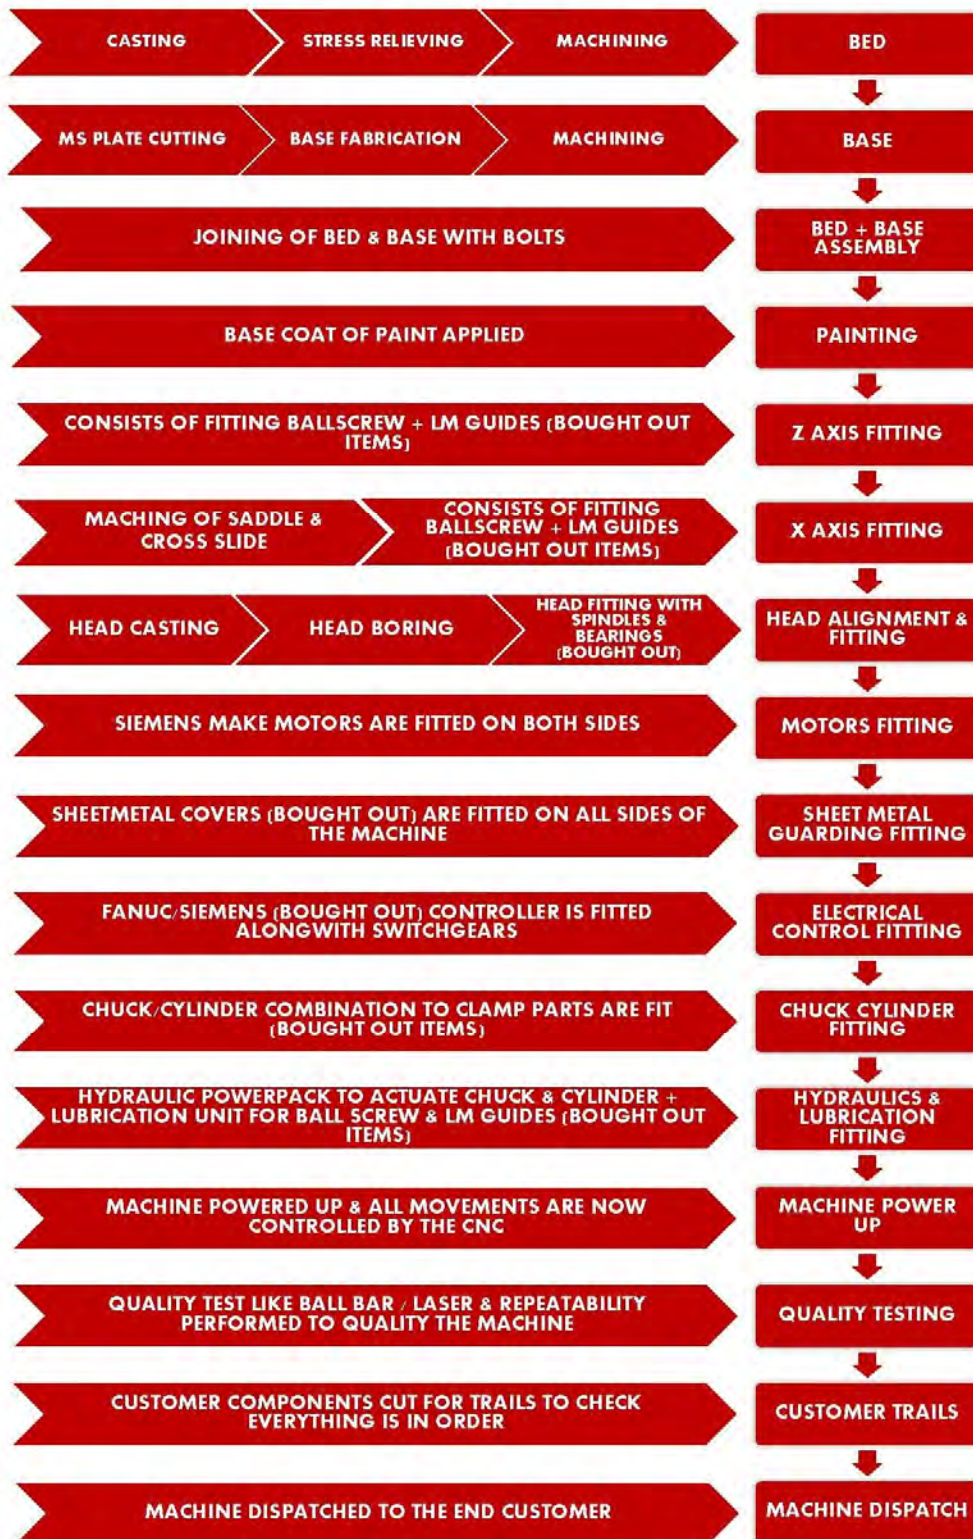 CASTING
STRESS RELIEVING
MACHINING
BED
MS PLATE CUTTING
BASE FABRICATION
MACHINING
BASE
JOINING OF BED & BASE WITH BOLTS
BED + BASE
ASSEMBLY
BASE COAT OF PAINT APPLIED
PAINTING
CONSISTS OF FITTING BALLSCREW + LM GUIDES (BOUGHT OUT
ITEMS)
Z AXIS FITTING
MACHING OF SADDLE &
CROSS SLIDE
CONSISTS OF FITTING
BALLSCREW + LM GUIDES
(BOUGHT OUT ITEMS)
X AXIS FITTING
HEAD CASTING
HEAD BORING
HEAD FITTING WITH
SPINDLES &
BEARINGS
(BOUGHT OUT)
HEAD ALIGNMENT &
FITTING
SIEMENS MAKE MOTORS ARE FITTED ON BOTH SIDES
MOTORS FITTING
SHEETMETAL COVERS (BOUGHT OUT) ARE FITTED ON ALL SIDES OF
THE MACHINE
SHEET METAL
GUARDING FITTING
FANUC/SIEMENS (BOUGHT OUT) CONTROLLER IS FITTED
ALONGWITH SWITCHGEARS
ELECTRICAL
CONTROL FITTTING
CHUCK/CYLINDER COMBINATION TO CLAMP PARTS ARE FIT
(BOUGHT OUT ITEMS)
CHUCK CYLINDER
FITTING
HYDRAULIC POWERPACK TO ACTUATE CHUCK & CYLINDER +
LUBRICATION UNIT FOR BALL SCREW & LM GUIDES (BOUGHT OUT
ITEMS)
HYDRAULICS &
LUBRICATION
FITTING
MACHINE POWERED UP & ALL MOVEMENTS ARE NOW
CONTROLLED BY THE CNC
MACHINE POWER
UP
QUALITY TEST LIKE BALL BAR / LASER & REPEATABILITY
PERFORMED TO QUALITY THE MACHINE
QUALITY TESTING
CUSTOMER COMPONENTS CUT FOR TRAILS TO CHECK
EVERYTHING IS IN ORDER
CUSTOMER TRAILS
MACHINE DISPATCHED TO THE END CUSTOMER
MACHINE DISPATCH